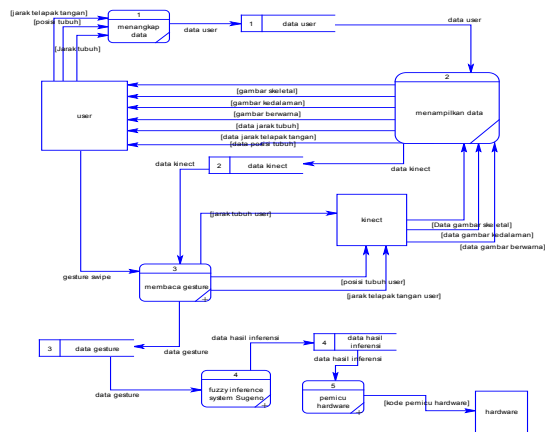 [jarak telapak tangan]
[posisi tubuh]
[Jarak tubuh]
1
menangkap
data
data user
1
data user
data user
2
menampilkan data
user
[gambar skeletal]
[gambar kedalaman]
[gambar berwarna]
[data jarak tubuh]
[data jarak telapak tangan]
[data posisi tubuh]
data kinect
2
data kinect
data kinect
[jarak tubuh user]
kinect
[Data gambar skeletal]
[data gambar kedalaman]
[data gambar berwarna]
gesture swipe
3
membaca gesture
[posisi tubuh user]
[jarak telapak tangan user]
3
data gesture
data gesture
data gesture
data hasil inferensi
4
data hasil
inferensi
data hasil inferensi
4
fuzzy inference
system Sugeno
5
pemicu
hardware
[kode pemicu hardware]
hardware